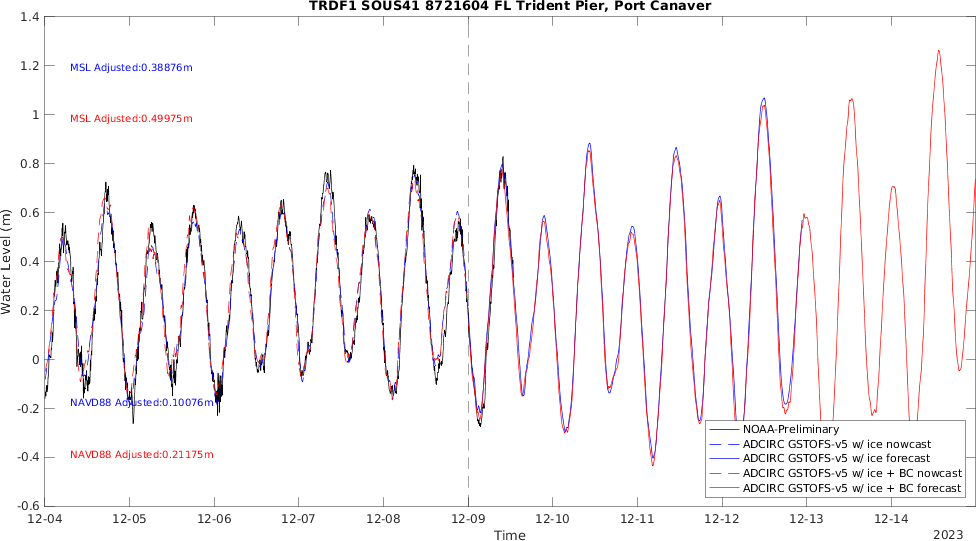 TRDF1 SOUS41 8721604 FL Trident Pier, Port Canaver
1.4
1.2
1
0.8
0.6
0.4
0.2
0
-0.2
-0.4
-0.6
Water Level (m)
MSL Adjusted:0.38876m
MSL Adjusted:0.49975m
NAVD88 Adjusted:0.10076m
NAVD88 Adjusted:0.21175m
NOAA-Preliminary
ADCIRC GSTOFS-v5 w/ ice nowcast
ADCIRC GSTOFS-v5 w/ ice forecast
ADCIRC GSTOFS-v5 w/ ice + BC nowcast
ADCIRC GSTOFS-v5 w/ ice + BC forecast
12-04 12-05 12-06 12-07 12-08 12-09 12-10 12-11 12-12 12-13 12-14
Time
2023